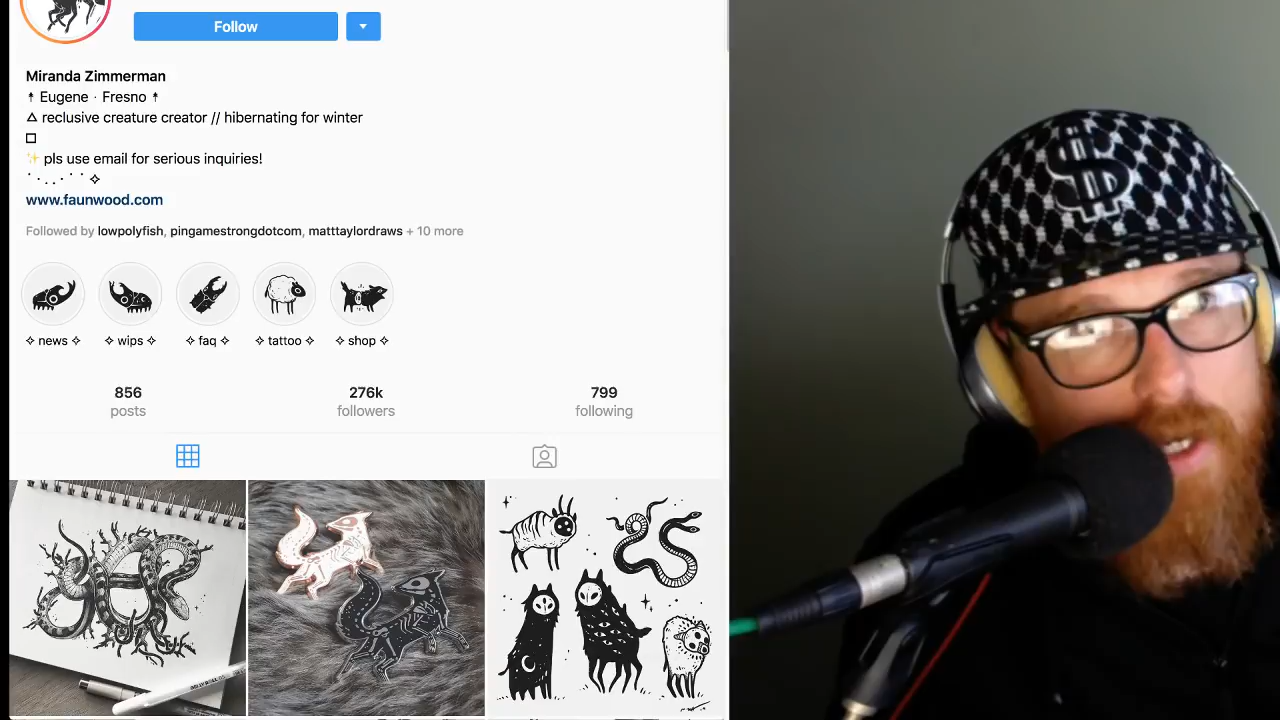 Follow
Miranda Zimmerman
↟ Eugene · Fresno ↟
△ reclusive creature creator // hibernating for winter
□
✨ pls use email for serious inquiries!
˙·..·˙˙✧
www.faunwood.com
Followed by lowpolyfish, pingamestrongdotcom, matttaylordraws + 10 more
✧ news ✧ ✧ wips ✧ ✧ faq ✧ ✧ tattoo ✧ ✧ shop ✧
856 276k 799
posts followers following
$